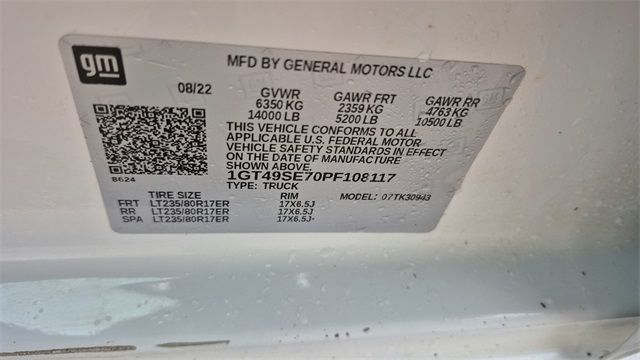 gm
MFD BY GENERAL MOTORS LLC
08/22 GVWR GAWR FRT GAWR RR
6350 KG 2359 KG 4763 KG
14000 LB 5200 LB 10500 LB
THIS VEHICLE CONFORMS TO ALL
APPLICABLE U.S. FEDERAL MOTOR
VEHICLE SAFETY STANDARDS IN EFFECT
ON THE DATE OF MANUFACTURE
SHOWN ABOVE.
8624 1GT49SE70PF108117
TYPE: TRUCK MODEL: 07TK30943
TIRE SIZE RIM
FRT LT235/80R17ER 17X6.5J
RR LT235/80R17ER 17X6.5J
SPA LT235/80R17ER 17X6.5J-